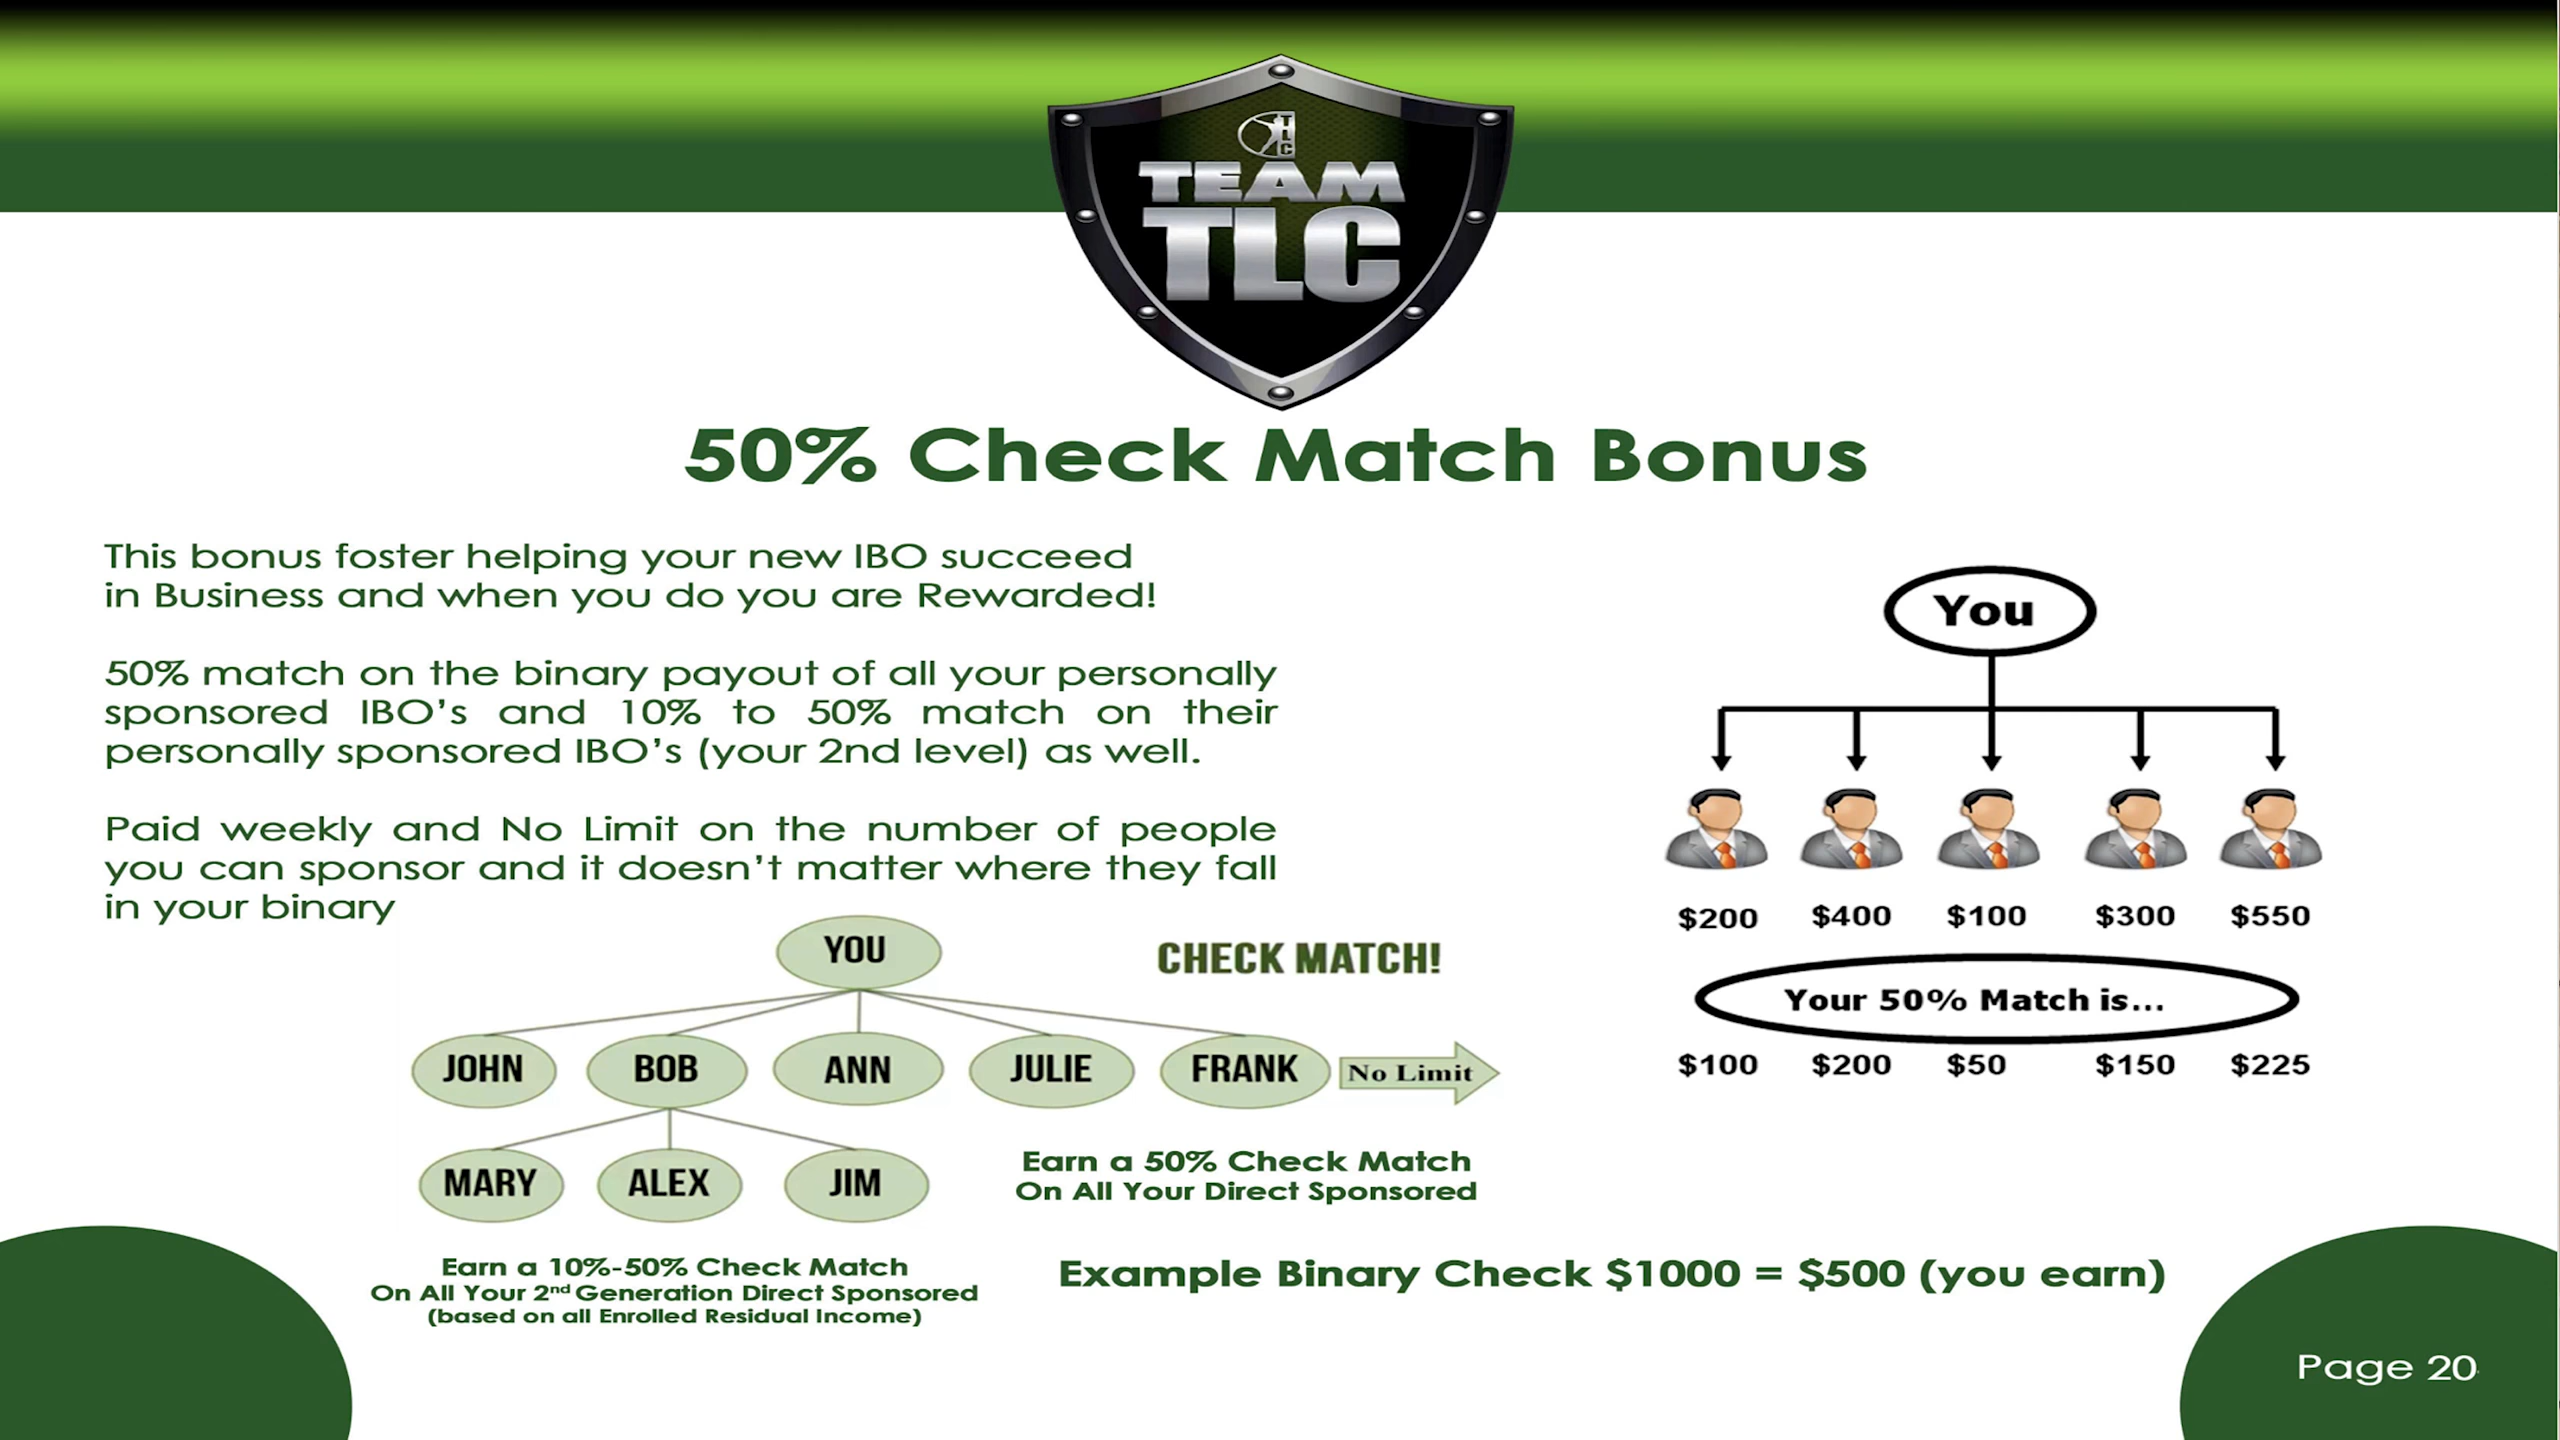 THLC
TEAM
TLC
50% Check Match Bonus
This bonus foster helping your new IBO succeed
in Business and when you do you are Rewarded!
50% match on the binary payout of all your personally
sponsored IBO's and 10% to 50% match on their
personally sponsored IBO's (your 2nd level) as well.
Paid weekly and No Limit on the number of people
you can sponsor and it doesn't matter where they fall
in your binary
YOU
CHECK MATCH!
JOHN BOB ANN JULIE FRANK No Limit
MARY ALEX JIM
Earn a 50% Check Match
On All Your Direct Sponsored
Earn a 10%-50% Check Match
On All Your 2nd Generation Direct Sponsored
(based on all Enrolled Residual Income)
You
$200 $400 $100 $300 $550
Your 50% Match is...
$100 $200 $50 $150 $225
Example Binary Check $1000 = $500 (you earn)
Page 20